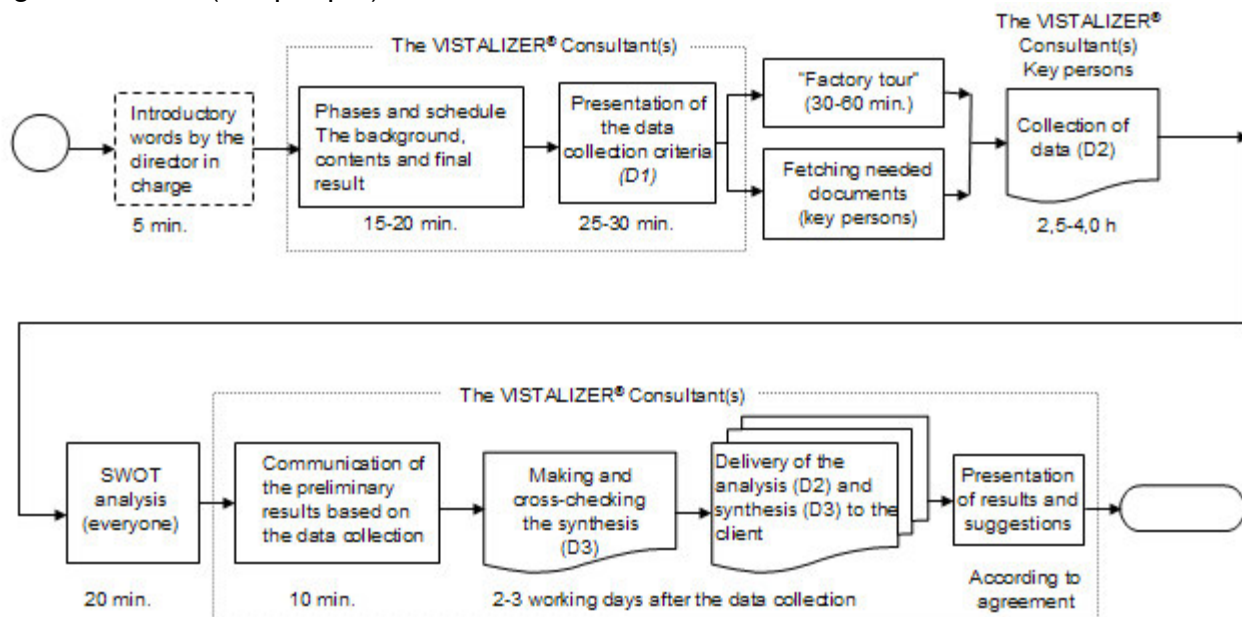 The VISTALIZER® Consultant(s)
Introductory
words by the
director in
charge
5 min.
Phases and schedule
The background,
contents and final
result
15-20 min.
Presentation of
the data
collection criteria
(D1)
25-30 min.
"Factory tour"
(30-60 min.)
Fetching needed
documents
(key persons)
The VISTALIZER®
Consultant(s)
Key persons
Collection of
data (D2)
2,5-4,0 h
The VISTALIZER® Consultant(s)
SWOT
analysis
(everyone)
20 min.
Communication of
the preliminary
results based on
the data collection
10 min.
Making and
cross-checking
the synthesis
(D3)
Delivery of the
analysis (D2) and
synthesis (D3) to the
client
2-3 working days after the data collection
Presentation
of results and
suggestions
According to
agreement